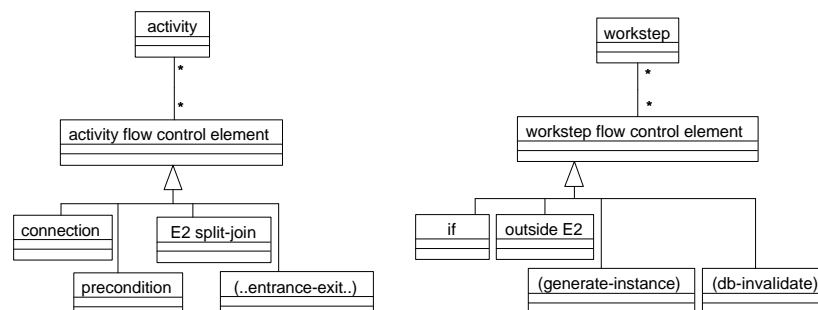 activity
*
*
activity flow control element
connection
E2 split-join
precondition
(..entrance-exit..)
workstep
*
*
workstep flow control element
if
outside E2
(generate-instance)
(db-invalidate)